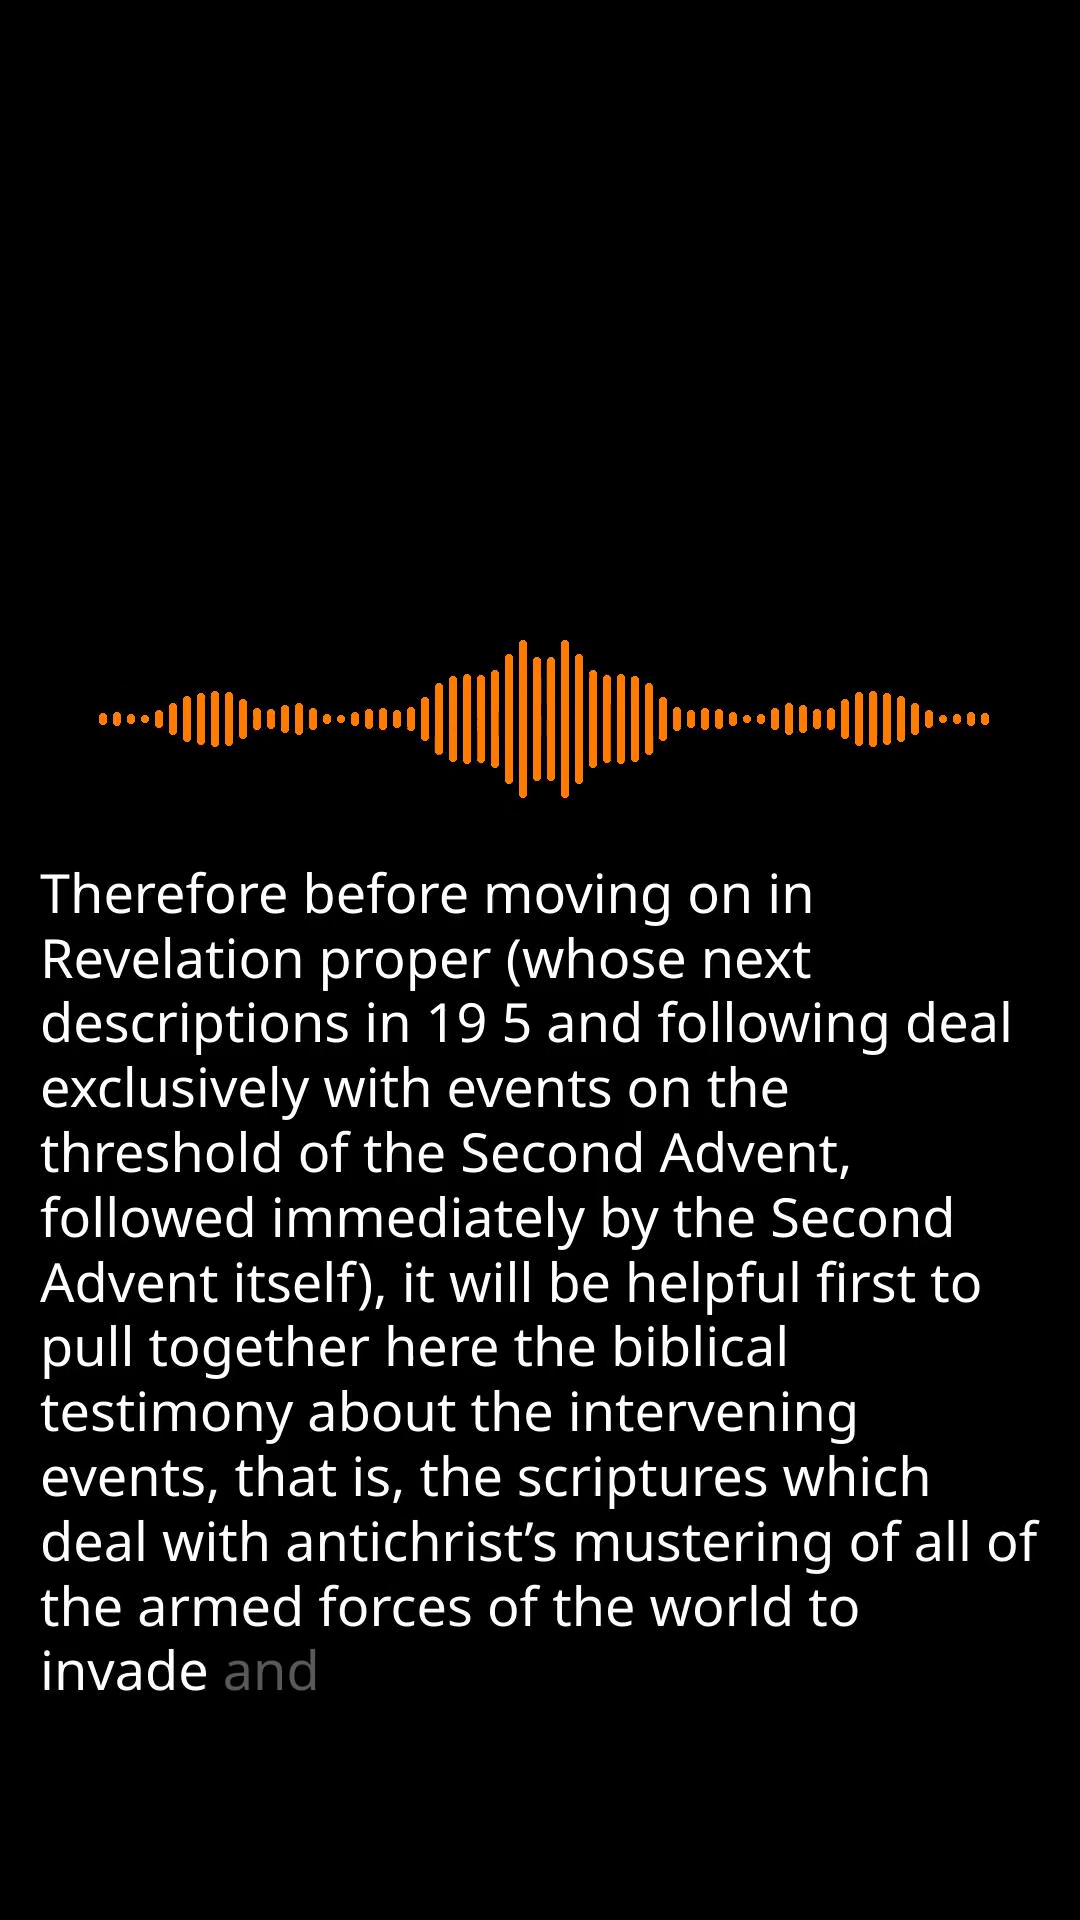 Therefore before moving on in
Revelation proper (whose next
descriptions in 19 5 and following deal
exclusively with events on the
threshold of the Second Advent,
followed immediately by the Second
Advent itself), it will be helpful first to
pull together here the biblical
testimony about the intervening
events, that is, the scriptures which
deal with antichrist’s mustering of all of
the armed forces of the world to
invade and